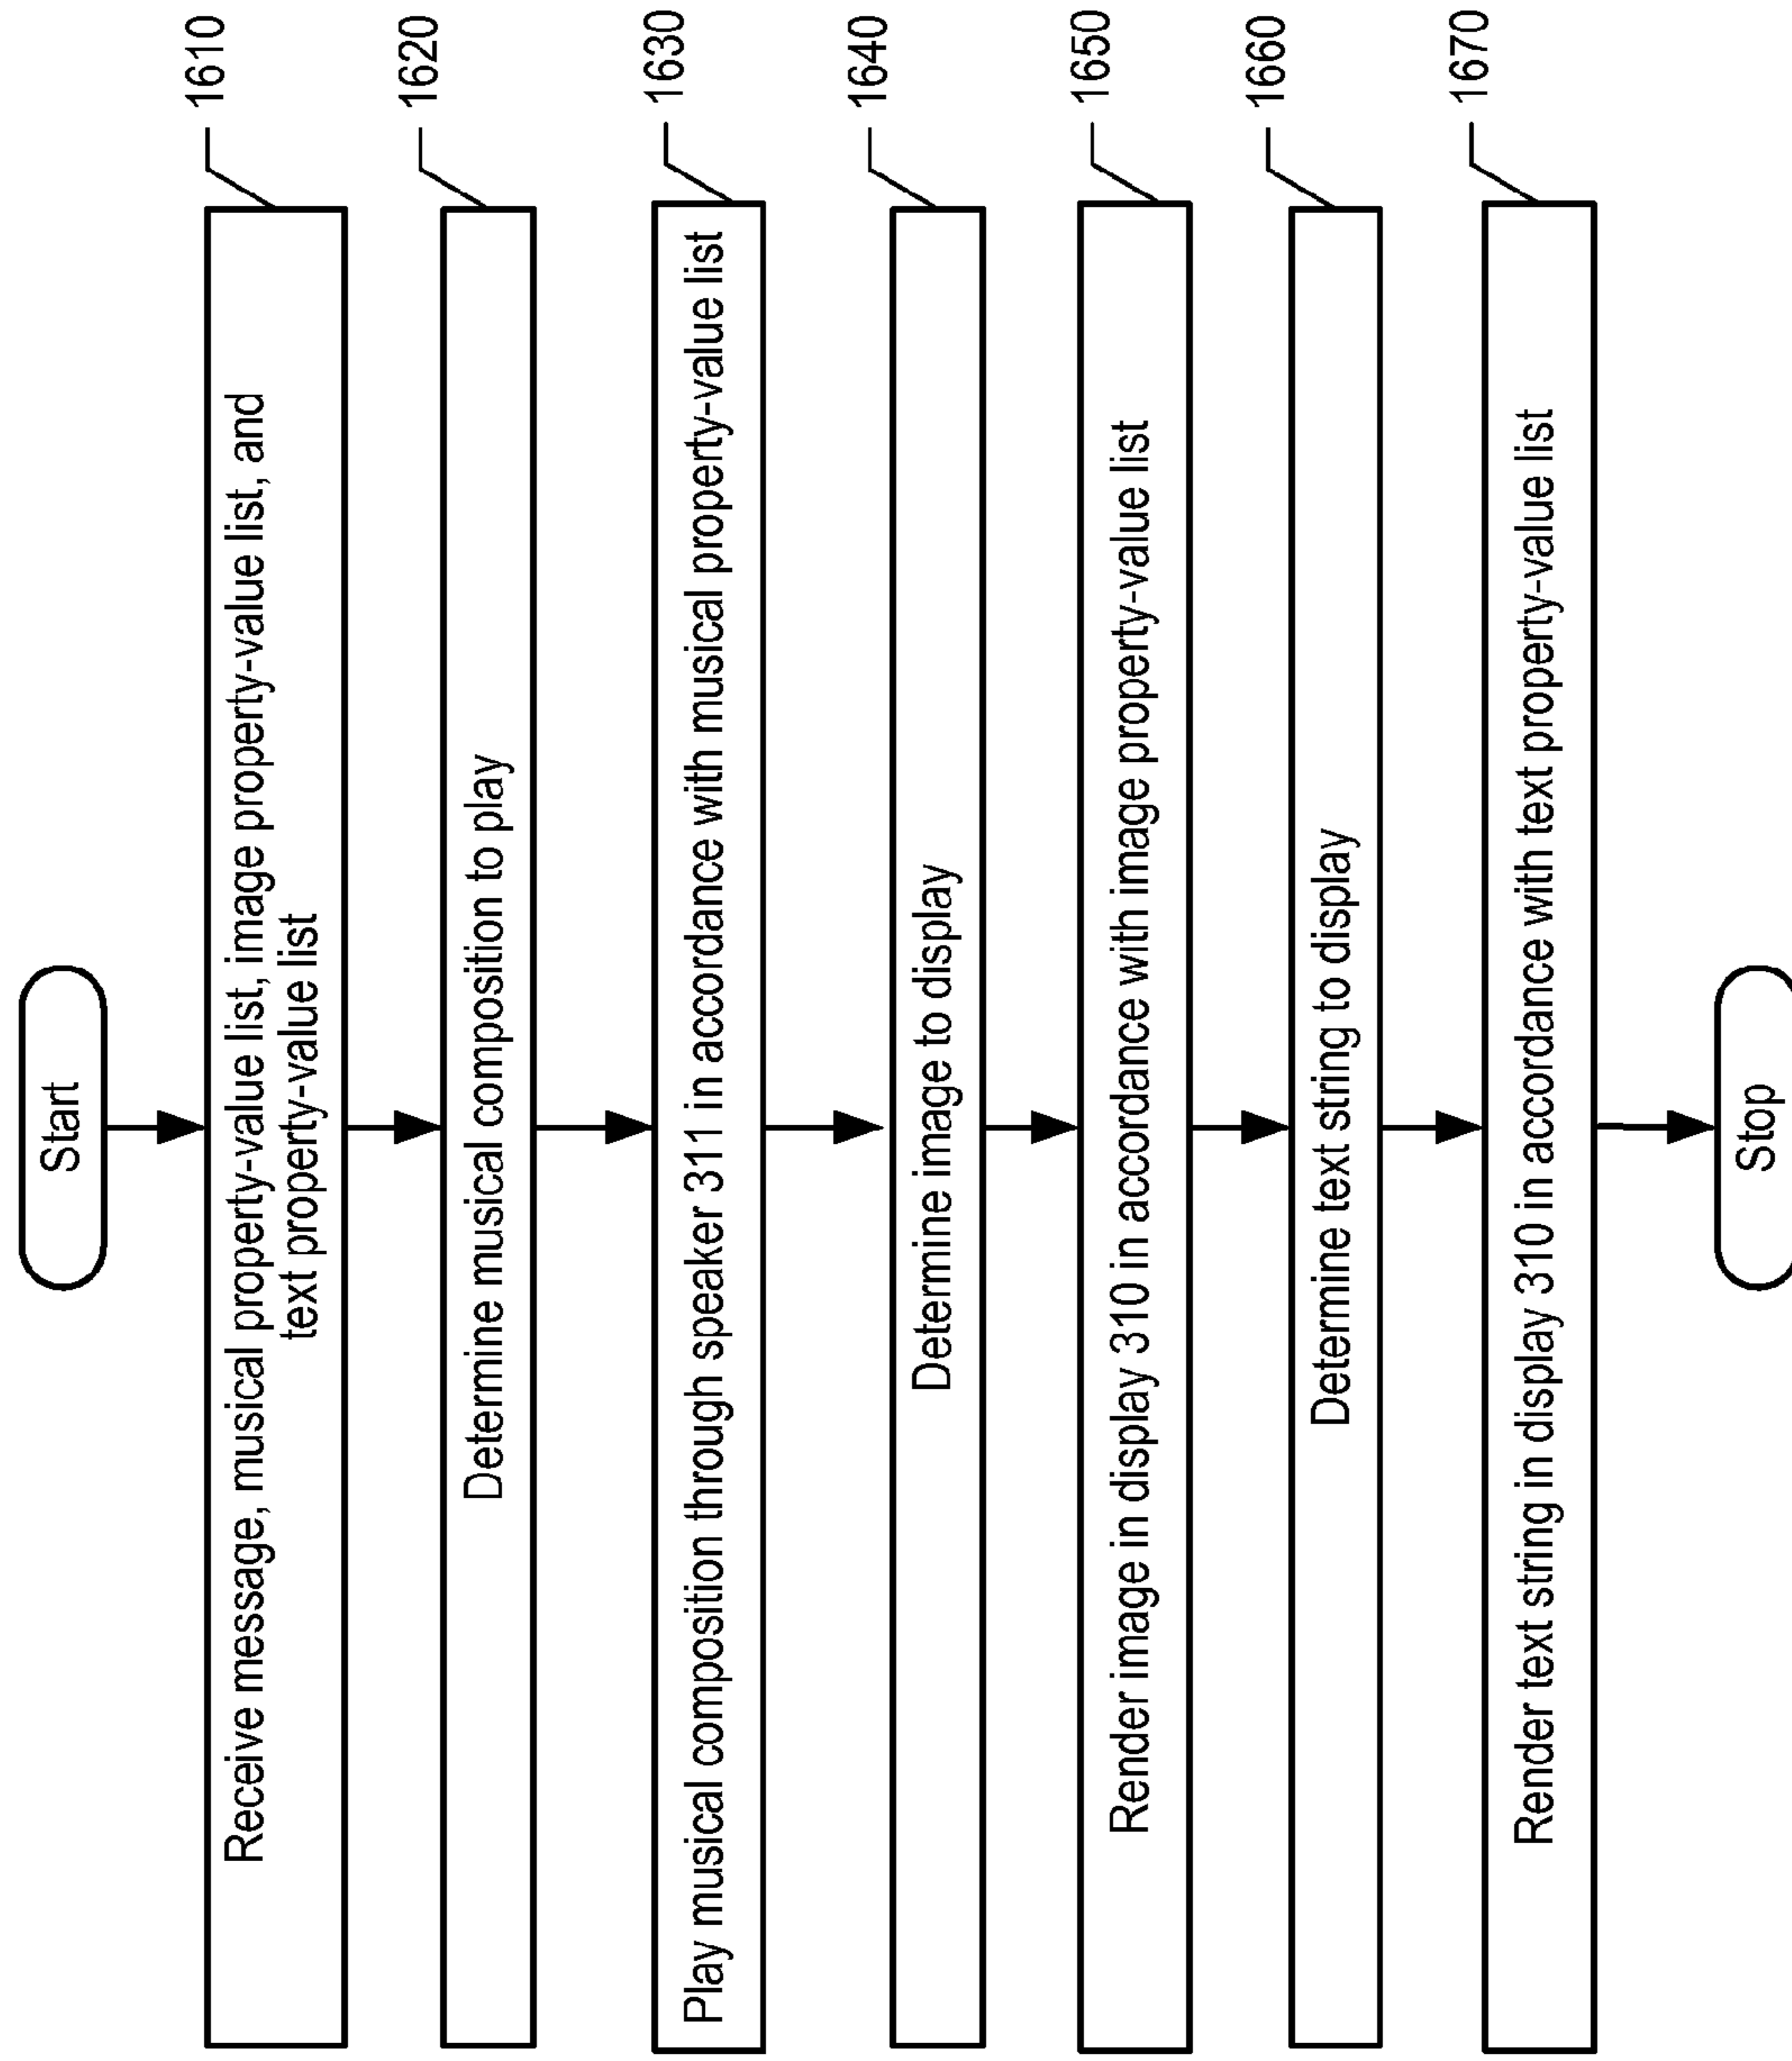 Start
1610
Receive message, musical property-value list, image property-value list, and
text property-value list
1620
Determine musical composition to play
1630
Play musical composition through speaker 311 in accordance with musical property-value list
1640
Determine image to display
1650
Render image in display 310 in accordance with image property-value list
1660
Determine text string to display
1670
Render text string in display 310 in accordance with text property-value list
Stop